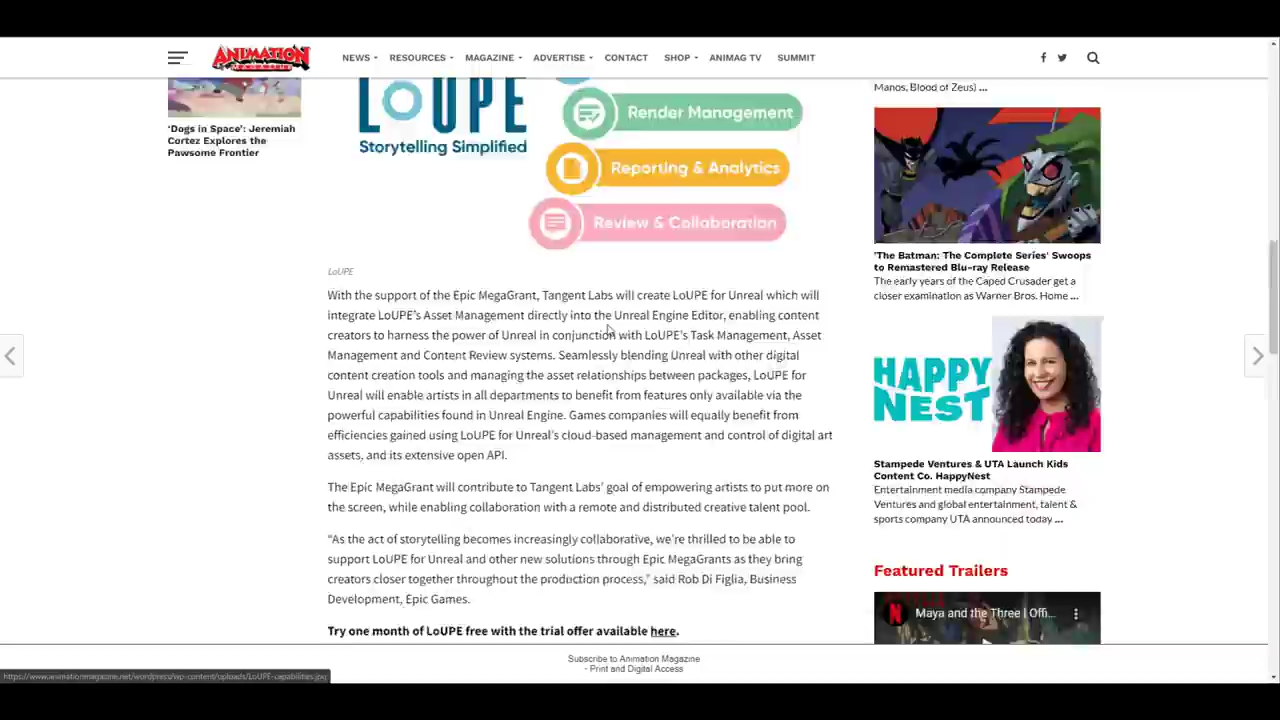 ANIMATION
NEWS
RESOURCES
MAGAZINE
ADVERTISE
CONTACT
SHOP
ANIMAG TV
SUMMIT
'Dogs in Space': Jeremiah
Cortez Explores the
Pawsome Frontier
LoUPE
Storytelling Simplified
Render Management
Reporting & Analytics
Review & Collaboration
LoUPE
With the support of the Epic MegaGrant, Tangent Labs will create LoUPE for Unreal which will
integrate LoUPE's Asset Management directly into the Unreal Engine Editor, enabling content
creators to harness the power of Unreal in conjunction with LoUPE's Task Management, Asset
Management and Content Review systems. Seamlessly blending Unreal with other digital
content creation tools and managing the asset relationships between packages, LoUPE for
Unreal will enable artists in all departments to benefit from features only available via the
powerful capabilities found in Unreal Engine. Games companies will equally benefit from
efficiencies gained using LoUPE for Unreal's cloud-based management and control of digital art
assets, and its extensive open API.
The Epic MegaGrant will contribute to Tangent Labs' goal of empowering artists to put more on
the screen, while enabling collaboration with a remote and distributed creative talent pool.
"As the act of storytelling becomes increasingly collaborative, we're thrilled to be able to
support LoUPE for Unreal and other new solutions through Epic MegaGrants as they bring
creators closer together throughout the production process," said Rob Di Figlia, Business
Development, Epic Games.
Try one month of LoUPE free with the trial offer available here.
Manos, Blood of Zeus) ...
'The Batman: The Complete Series' Swoops
to Remastered Blu-ray Release
The early years of the Caped Crusader get a
closer examination as Warner Bros. Home ...
HAPPY
NEST
Stampede Ventures & UTA Launch Kids
Content Co. HappyNest
Entertainment media company Stampede
Ventures and global entertainment, talent &
sports company UTA announced today ...
Featured Trailers
N
Maya and the Three | Offi...
Subscribe to Animation Magazine
- Print and Digital Access
https://www.animationmagazine.net/wordpress/wp-content/uploads/LoUPE-capabilities.jpg